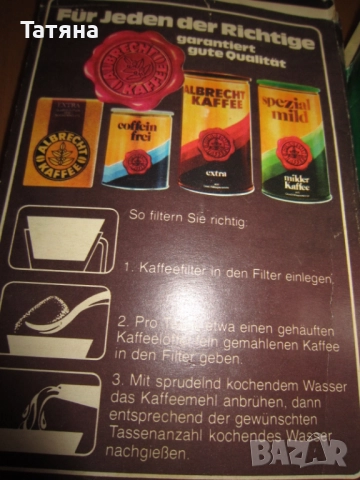 Татяна
Für Jeden der Richtige
garantiert
gute Qualität
ALBRECHT
KAFFEE
EXTRA
ALBRECHT
KAFFEE
coffein
frei
ALBRECHT
KAFFEE
extra
spezial
mild
milder
Kaffee
So filtern Sie richtig:
1. Kaffeefilter in den Filter einlegen.
2. Pro etwa einen gehäuften
Kaffeelöffel fein gemahlenen Kaffee
in den Filter geben.
3. Mit sprudelnd kochendem Wasser
das Kaffeemehl anbrühen, dann
entsprechend der gewünschten
Tassenanzahl kochendes Wasser
nachgießen.
BAZAR